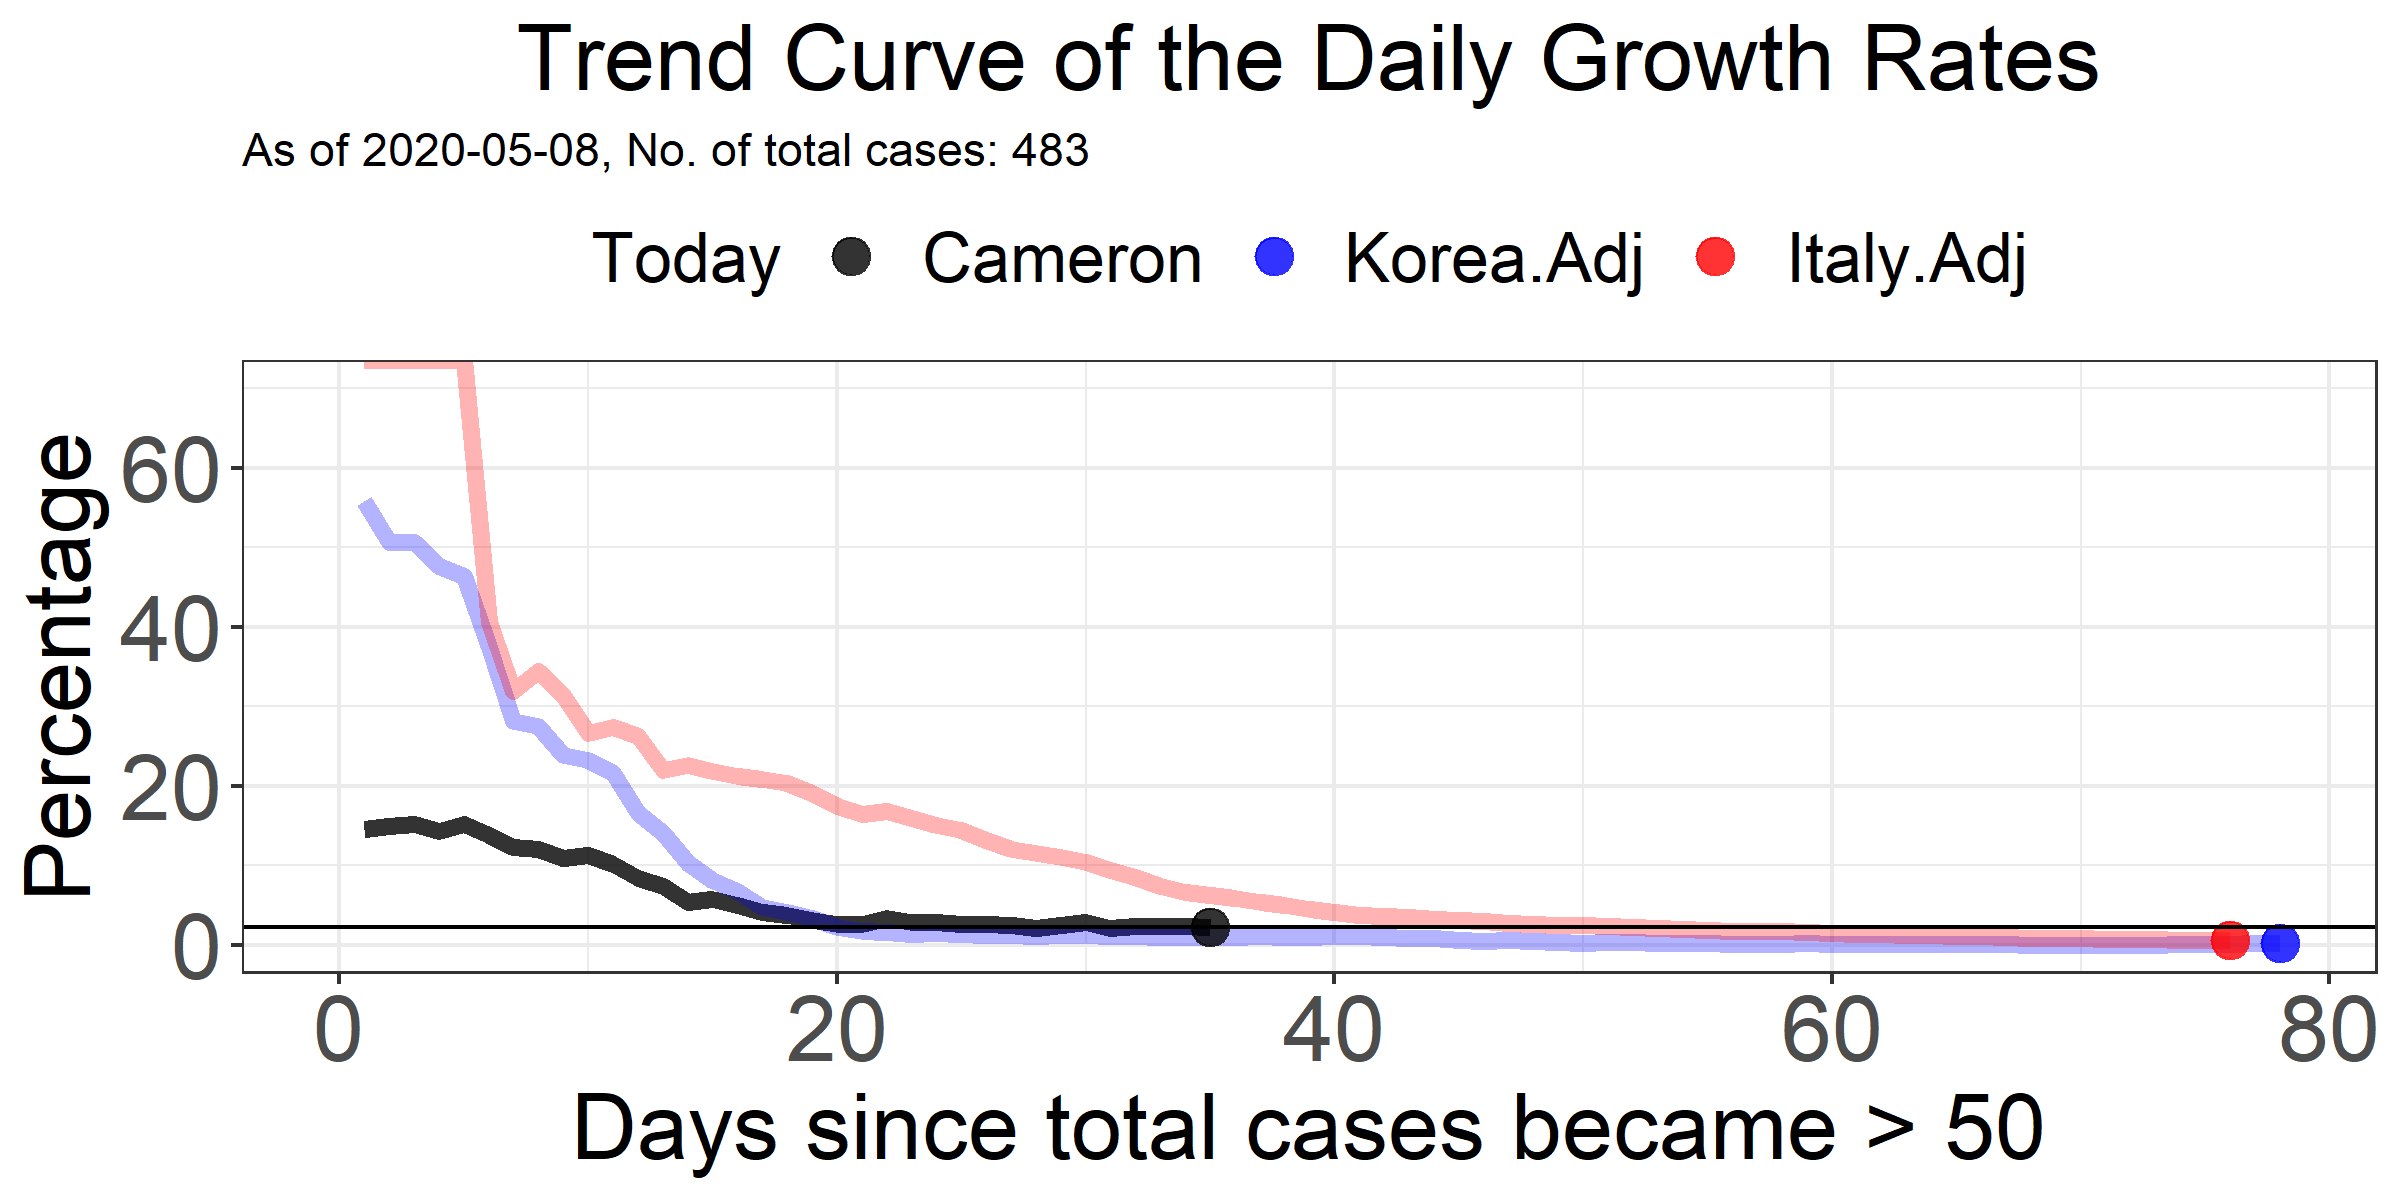 Trend Curve of the Daily Growth Rates
As of 2020-05-08, No. of total cases: 483
Today Cameron Korea.Adj Italy.Adj
Percentage
60
40
20
0
0 20 40 60 80
Days since total cases became > 50